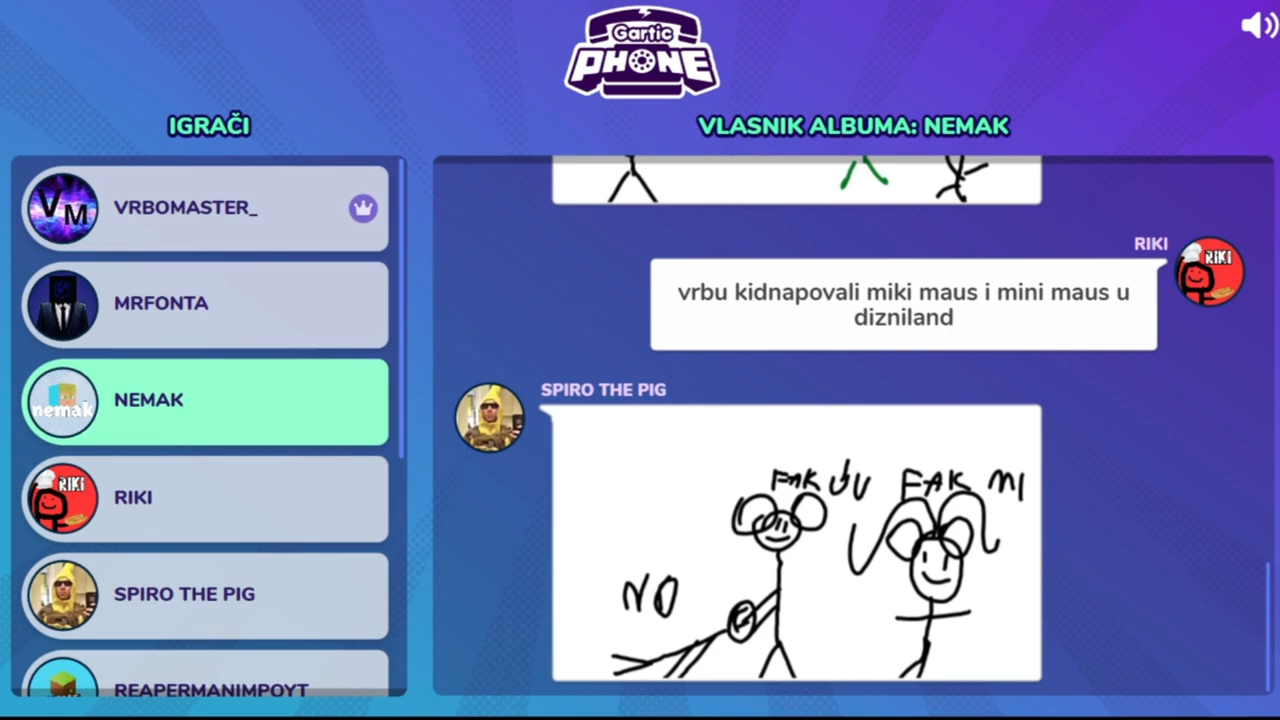 Gartic
PHONE
IGRAČI
VLASNIK ALBUMA: NEMAK
VM
VRBOMASTER_
MRFONTA
nemak
NEMAK
RIKI
RIKI
SPIRO THE PIG
REAPERMANIMPOYT
RIKI
RIKI
vrbu kidnapovali miki maus i mini maus u
dizniland
SPIRO THE PIG
FAK JU
FAK MI
NO